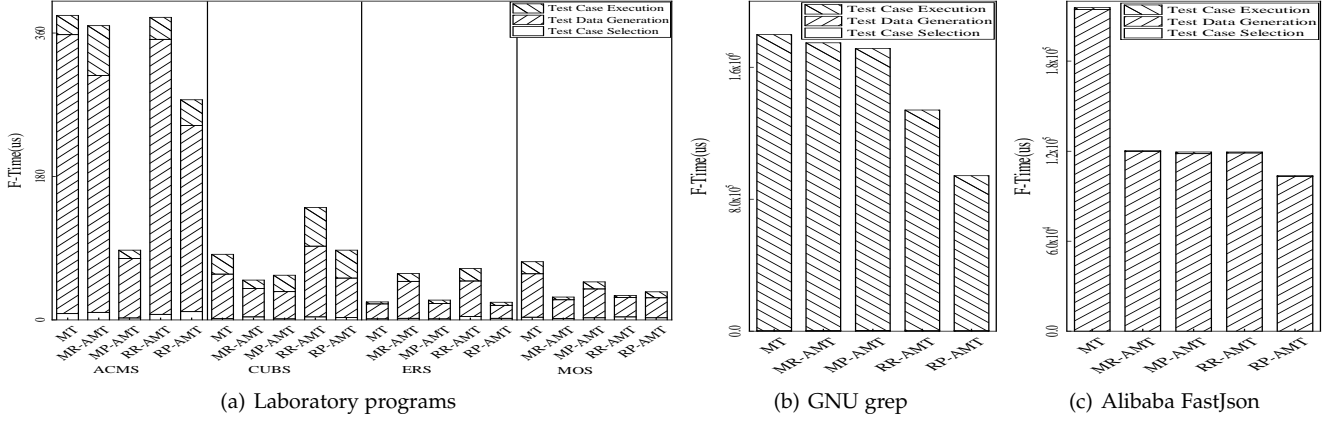 F-Time(us)
360
180
0
Test Case Execution
Test Data Generation
Test Case Selection
MT
MR-AMT
MP-AMT
RR-AMT
RP-AMT
MT
MR-AMT
MP-AMT
RR-AMT
RP-AMT
MT
MR-AMT
MP-AMT
RR-AMT
RP-AMT
MT
MR-AMT
MP-AMT
RR-AMT
RP-AMT
ACMS CUBS ERS MOS
(a) Laboratory programs
F-Time(us)
1.6x10⁶
8.0x10⁵
0.0
Test Case Execution
Test Data Generation
Test Case Selection
MT
MR-AMT
MP-AMT
RR-AMT
RP-AMT
(b) GNU grep
F-Time(us)
1.8x10⁵
1.2x10⁵
6.0x10⁴
0.0
Test Case Execution
Test Data Generation
Test Case Selection
MT
MR-AMT
MP-AMT
RR-AMT
RP-AMT
(c) Alibaba FastJson